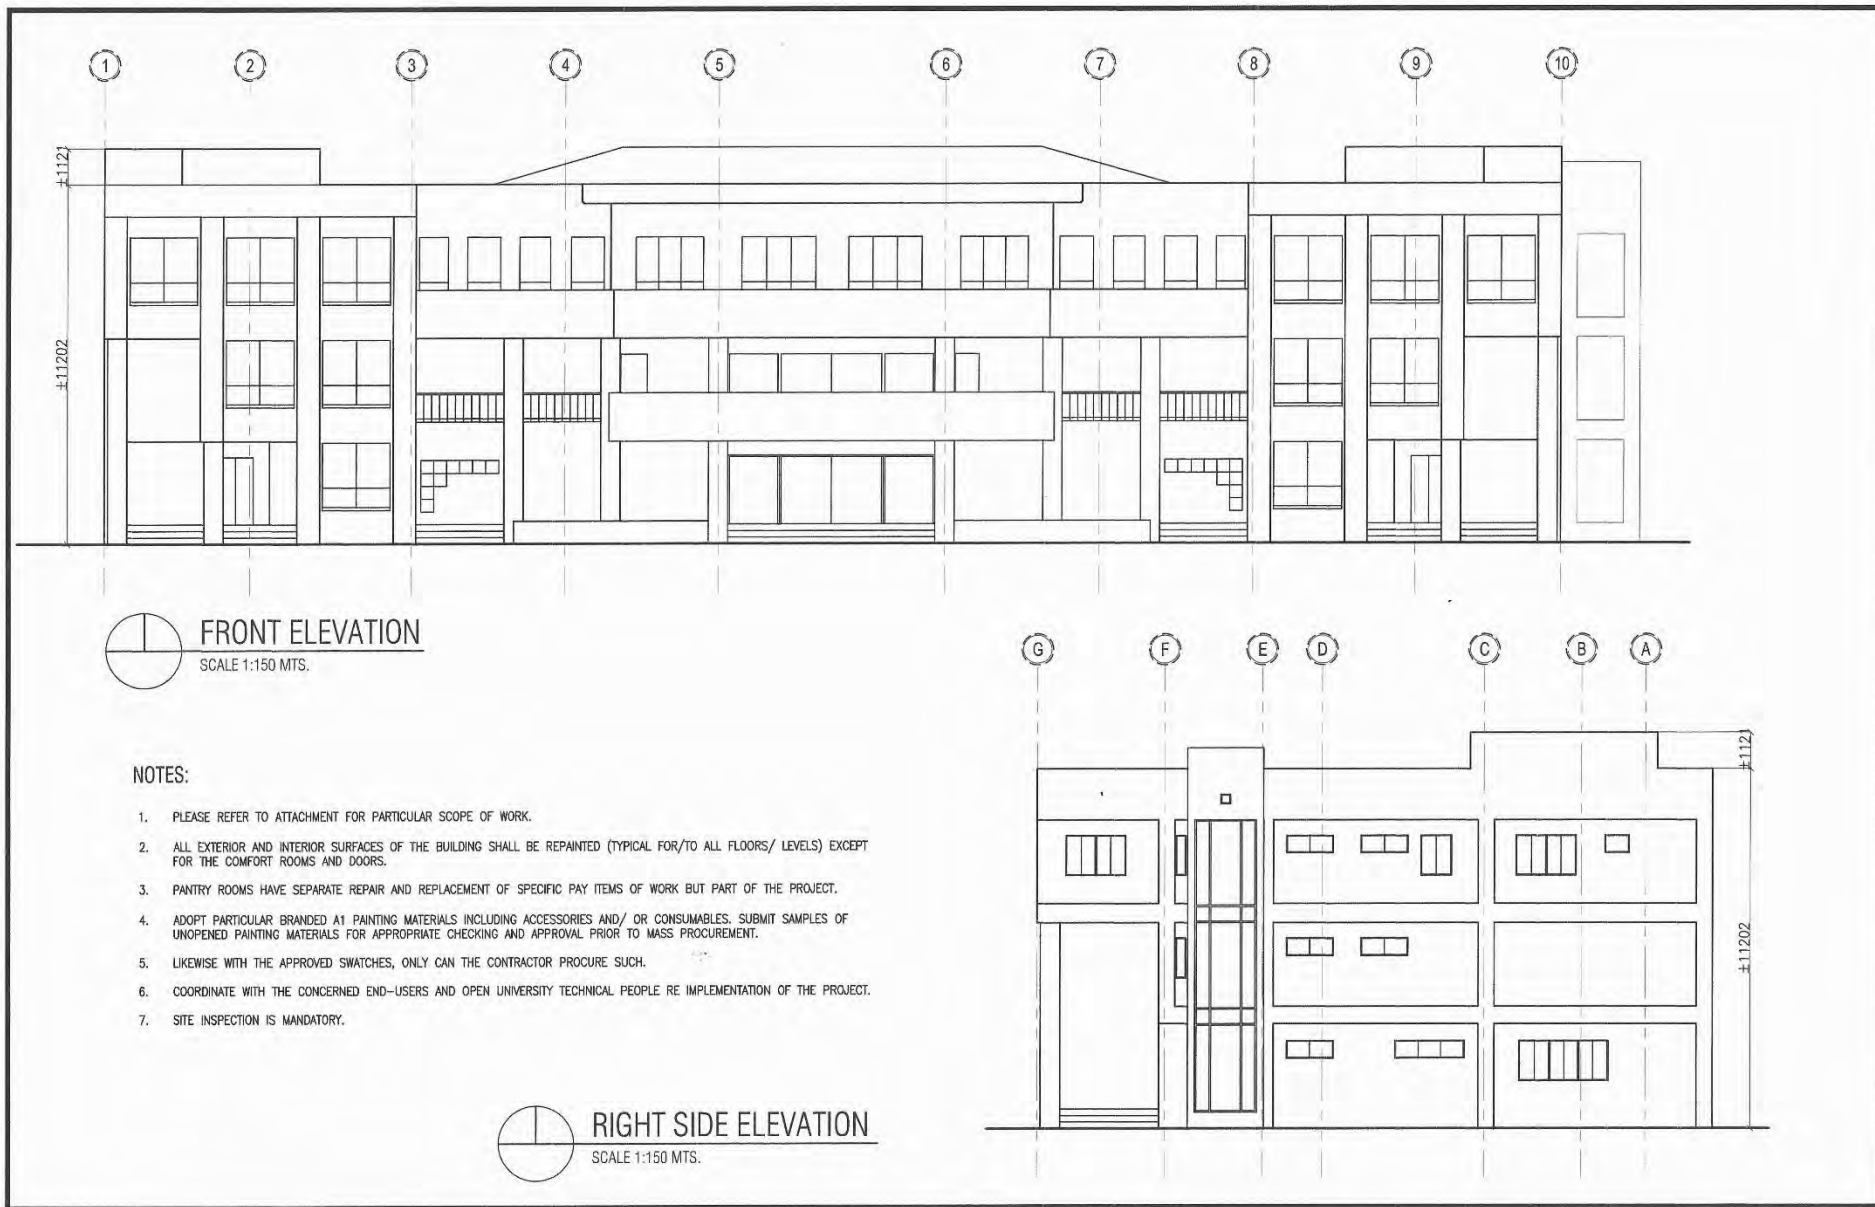 1 2 3 4 5 6 7 8 9 10
±1121
±11202
FRONT ELEVATION
SCALE 1:150 MTS.
G F E D C B A
±1121
±11202
NOTES:
1. PLEASE REFER TO ATTACHMENT FOR PARTICULAR SCOPE OF WORK.
2. ALL EXTERIOR AND INTERIOR SURFACES OF THE BUILDING SHALL BE REPAINTED (TYPICAL FOR/TO ALL FLOORS/ LEVELS) EXCEPT
FOR THE COMFORT ROOMS AND DOORS.
3. PANTRY ROOMS HAVE SEPARATE REPAIR AND REPLACEMENT OF SPECIFIC PAY ITEMS OF WORK BUT PART OF THE PROJECT.
4. ADOPT PARTICULAR BRANDED A1 PAINTING MATERIALS INCLUDING ACCESSORIES AND/ OR CONSUMABLES. SUBMIT SAMPLES OF
UNOPENED PAINTING MATERIALS FOR APPROPRIATE CHECKING AND APPROVAL PRIOR TO MASS PROCUREMENT.
5. LIKEWISE WITH THE APPROVED SWATCHES, ONLY CAN THE CONTRACTOR PROCURE SUCH.
6. COORDINATE WITH THE CONCERNED END-USERS AND OPEN UNIVERSITY TECHNICAL PEOPLE RE IMPLEMENTATION OF THE PROJECT.
7. SITE INSPECTION IS MANDATORY.
RIGHT SIDE ELEVATION
SCALE 1:150 MTS.